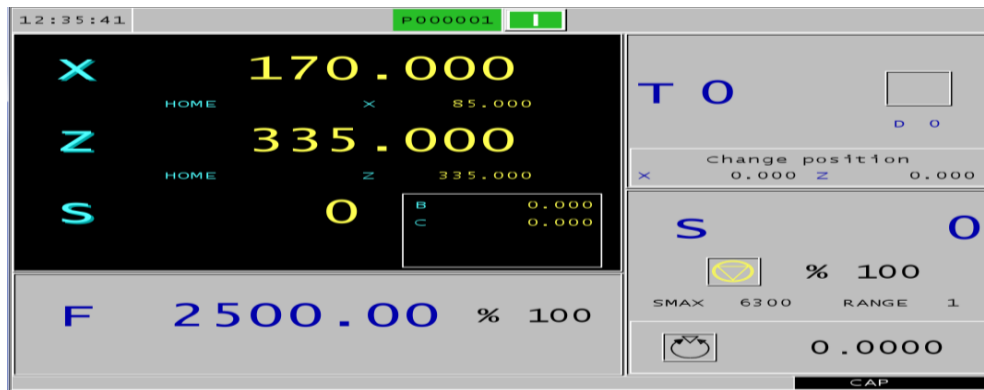 12:35:41 P000001
X 170.000
HOME X 85.000
Z 335.000
HOME Z 335.000
S 0
B 0.000
C 0.000
F 2500.00 % 100
T 0
D 0
Change position
X 0.000 Z 0.000
S 0
% 100
SMAX 6300 RANGE 1
0.0000
CAP